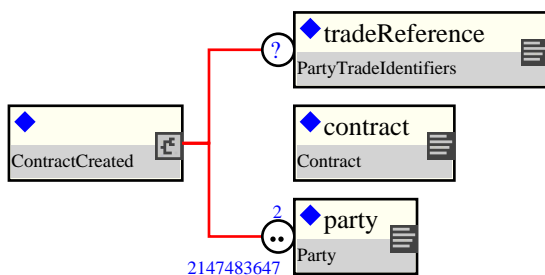 tradeReference
?
PartyTradeIdentifiers
ContractCreated
contract
Contract
2
party
..
Party
2147483647